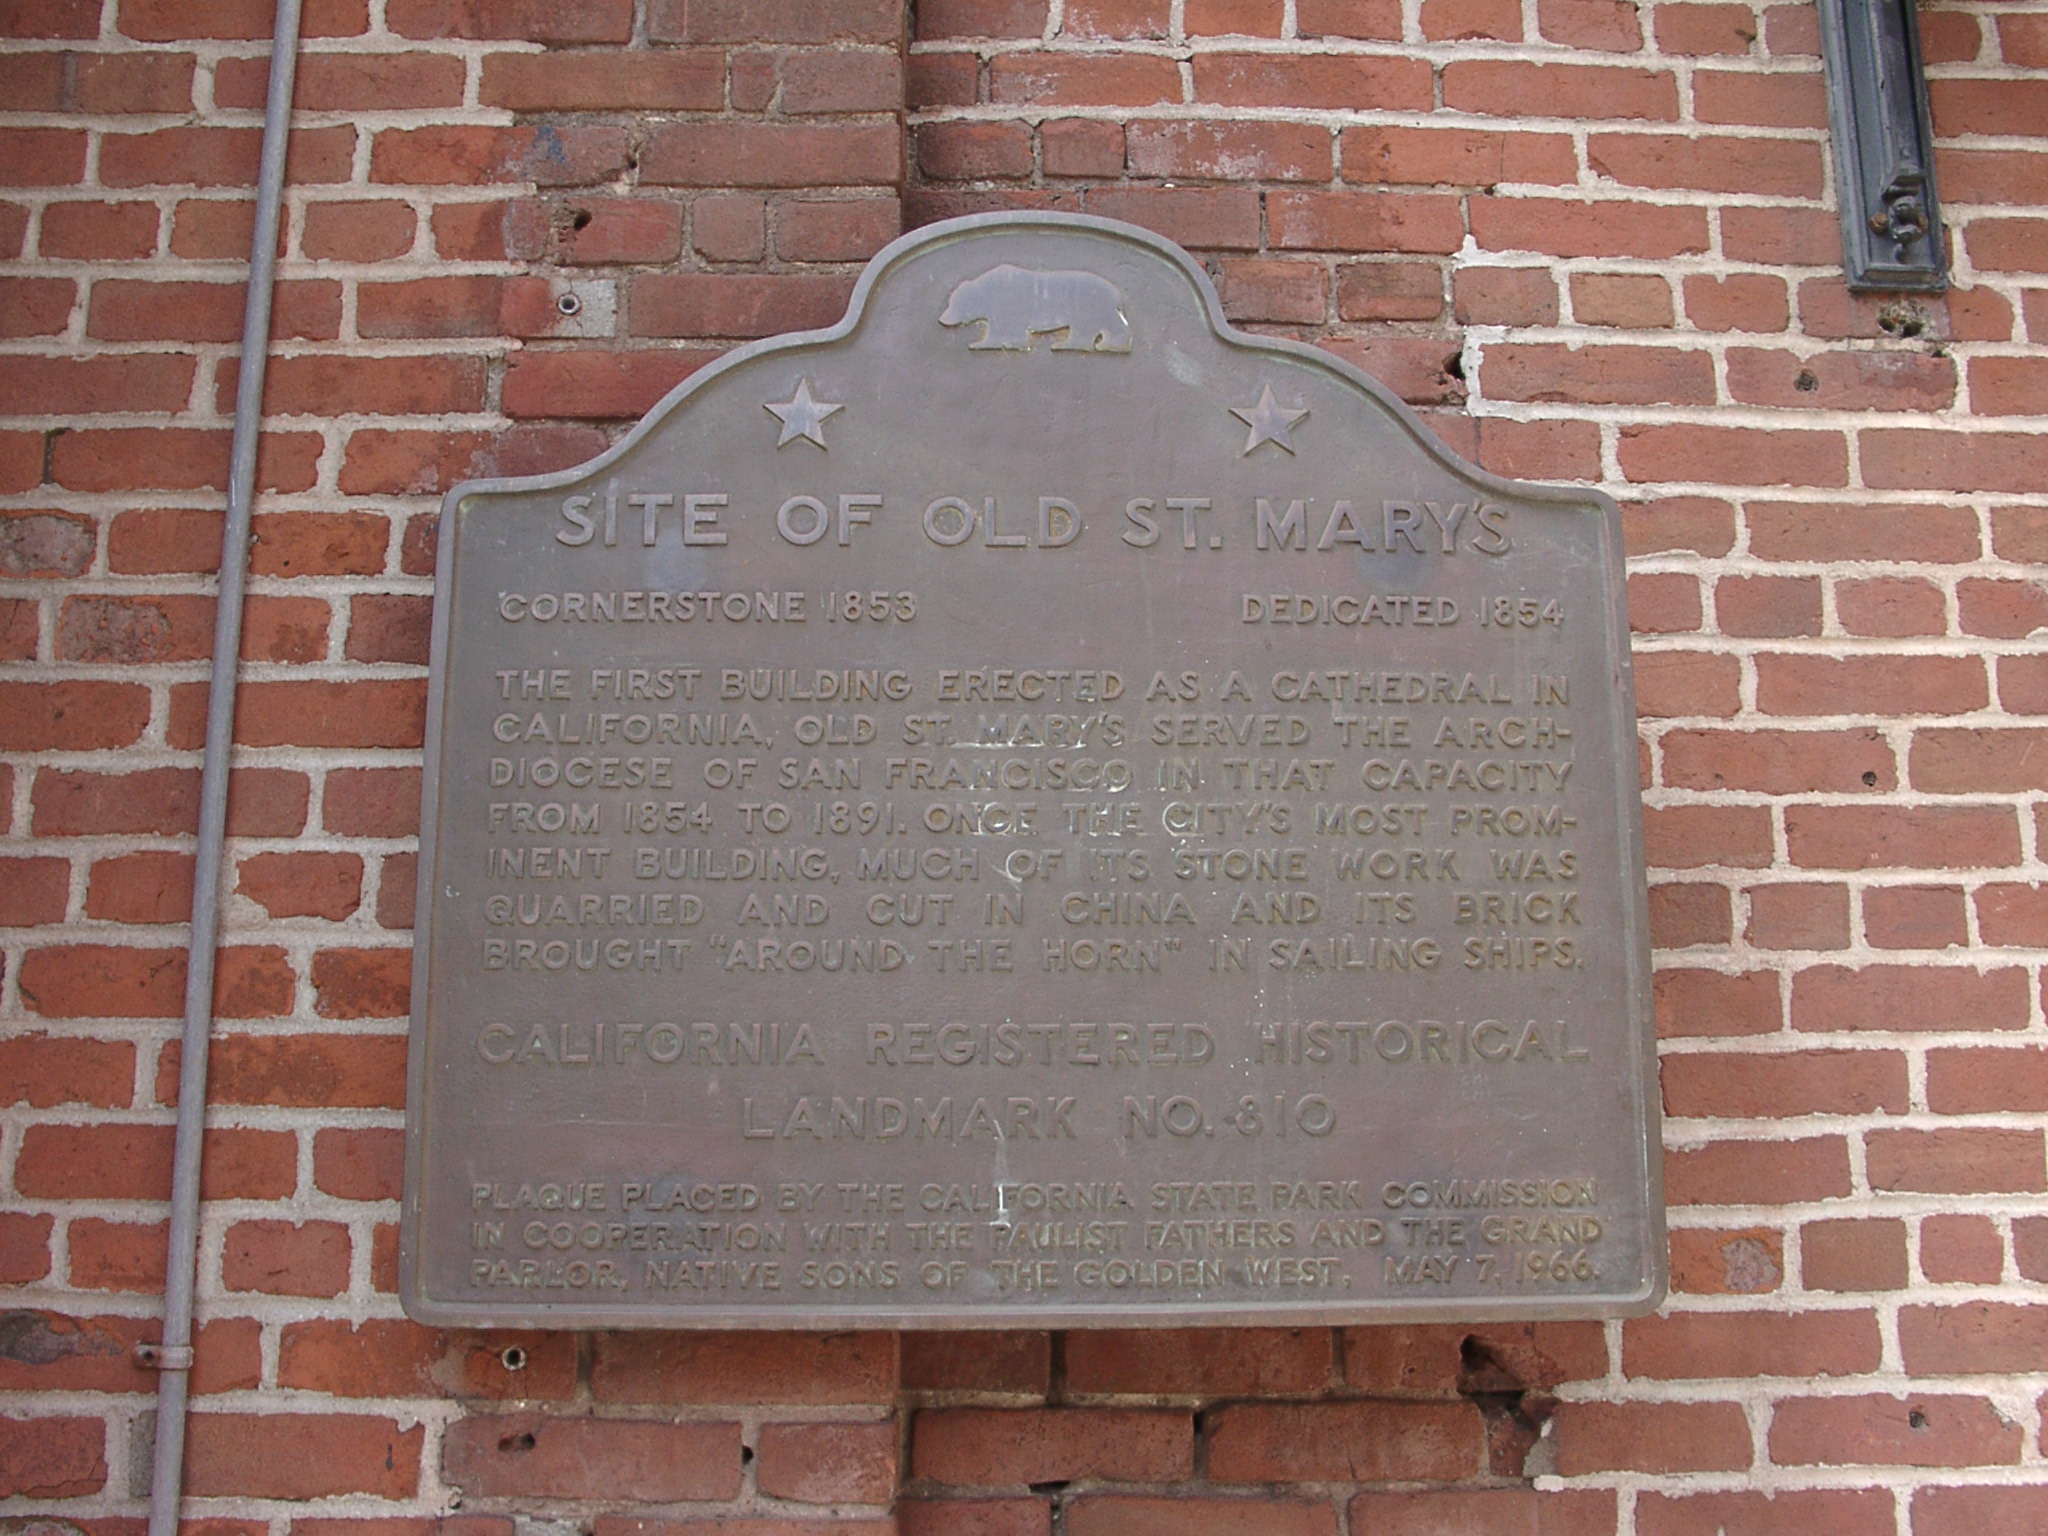 SITE OF OLD ST. MARY'S
CORNERSTONE 1853 DEDICATED 1854
THE FIRST BUILDING ERECTED AS A CATHEDRAL IN
CALIFORNIA, OLD ST. MARY'S SERVED THE ARCH-
DIOCESE OF SAN FRANCISCO IN THAT CAPACITY
FROM 1854 TO 1891. ONCE THE CITY'S MOST PROM-
INENT BUILDING, MUCH OF ITS STONE WORK WAS
QUARRIED AND CUT IN CHINA AND ITS BRICK
BROUGHT "AROUND THE HORN" IN SAILING SHIPS.
CALIFORNIA REGISTERED HISTORICAL
LANDMARK NO. 810
PLAQUE PLACED BY THE CALIFORNIA STATE PARK COMMISSION
IN COOPERATION WITH THE PAULIST FATHERS AND THE GRAND
PARLOR, NATIVE SONS OF THE GOLDEN WEST, MAY 7, 1966.